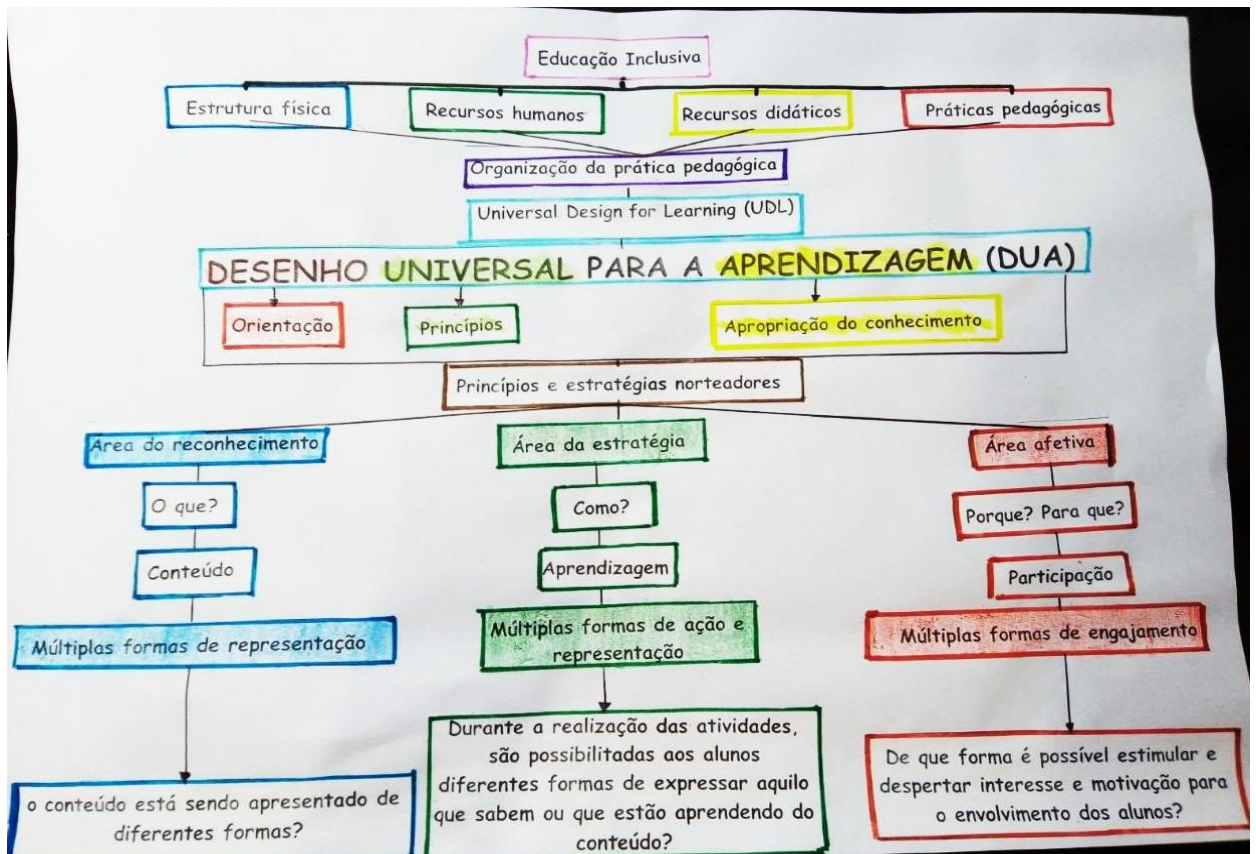 Educação Inclusiva
Estrutura física
Recursos humanos
Recursos didáticos
Práticas pedagógicas
Organização da prática pedagógica
Universal Design for Learning (UDL)
DESENHO UNIVERSAL PARA A APRENDIZAGEM (DUA)
Orientação
Princípios
Apropriação do conhecimento
Princípios e estratégias norteadores
Área do reconhecimento
Área da estratégia
Área afetiva
O que?
Como?
Porque? Para que?
Conteúdo
Aprendizagem
Participação
Múltiplas formas de representação
Múltiplas formas de ação e
representação
Múltiplas formas de engajamento
o conteúdo está sendo apresentado de
diferentes formas?
Durante a realização das atividades,
são possibilitadas aos alunos
diferentes formas de expressar aquilo
que sabem ou que estão aprendendo do
conteúdo?
De que forma é possível estimular e
despertar interesse e motivação para
o envolvimento dos alunos?